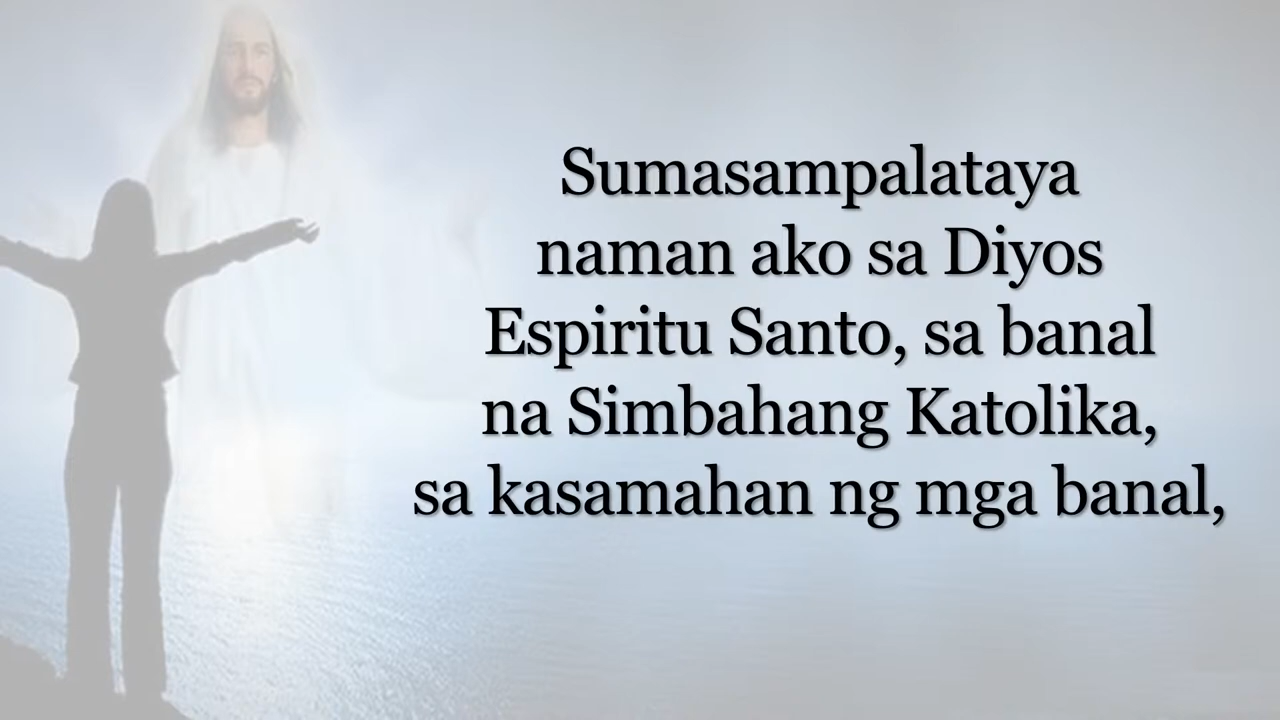 Sumasampalataya
naman ako sa Diyos
Espiritu Santo, sa banal
na Simbahang Katolika,
sa kasamahan ng mga banal,